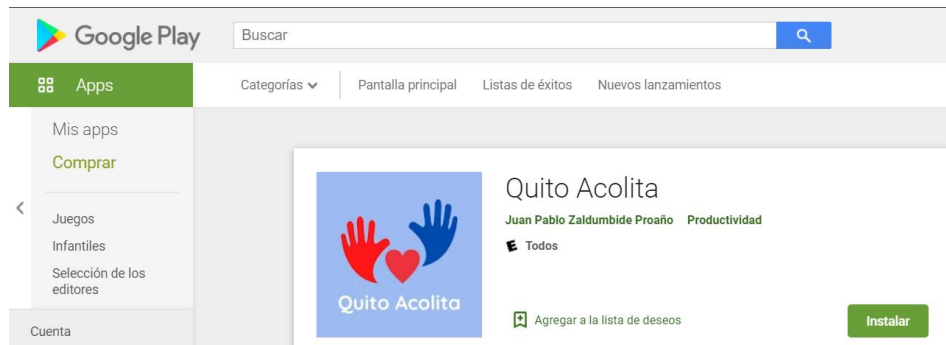 Google Play
Buscar
Apps
Categorías
Pantalla principal
Listas de éxitos
Nuevos lanzamientos
Mis apps
Comprar
Juegos
Infantiles
Selección de los
editores
Cuenta
Quito Acolita
Quito Acolita
Juan Pablo Zaldumbide Proaño Productividad
E Todos
Agregar a la lista de deseos
Instalar